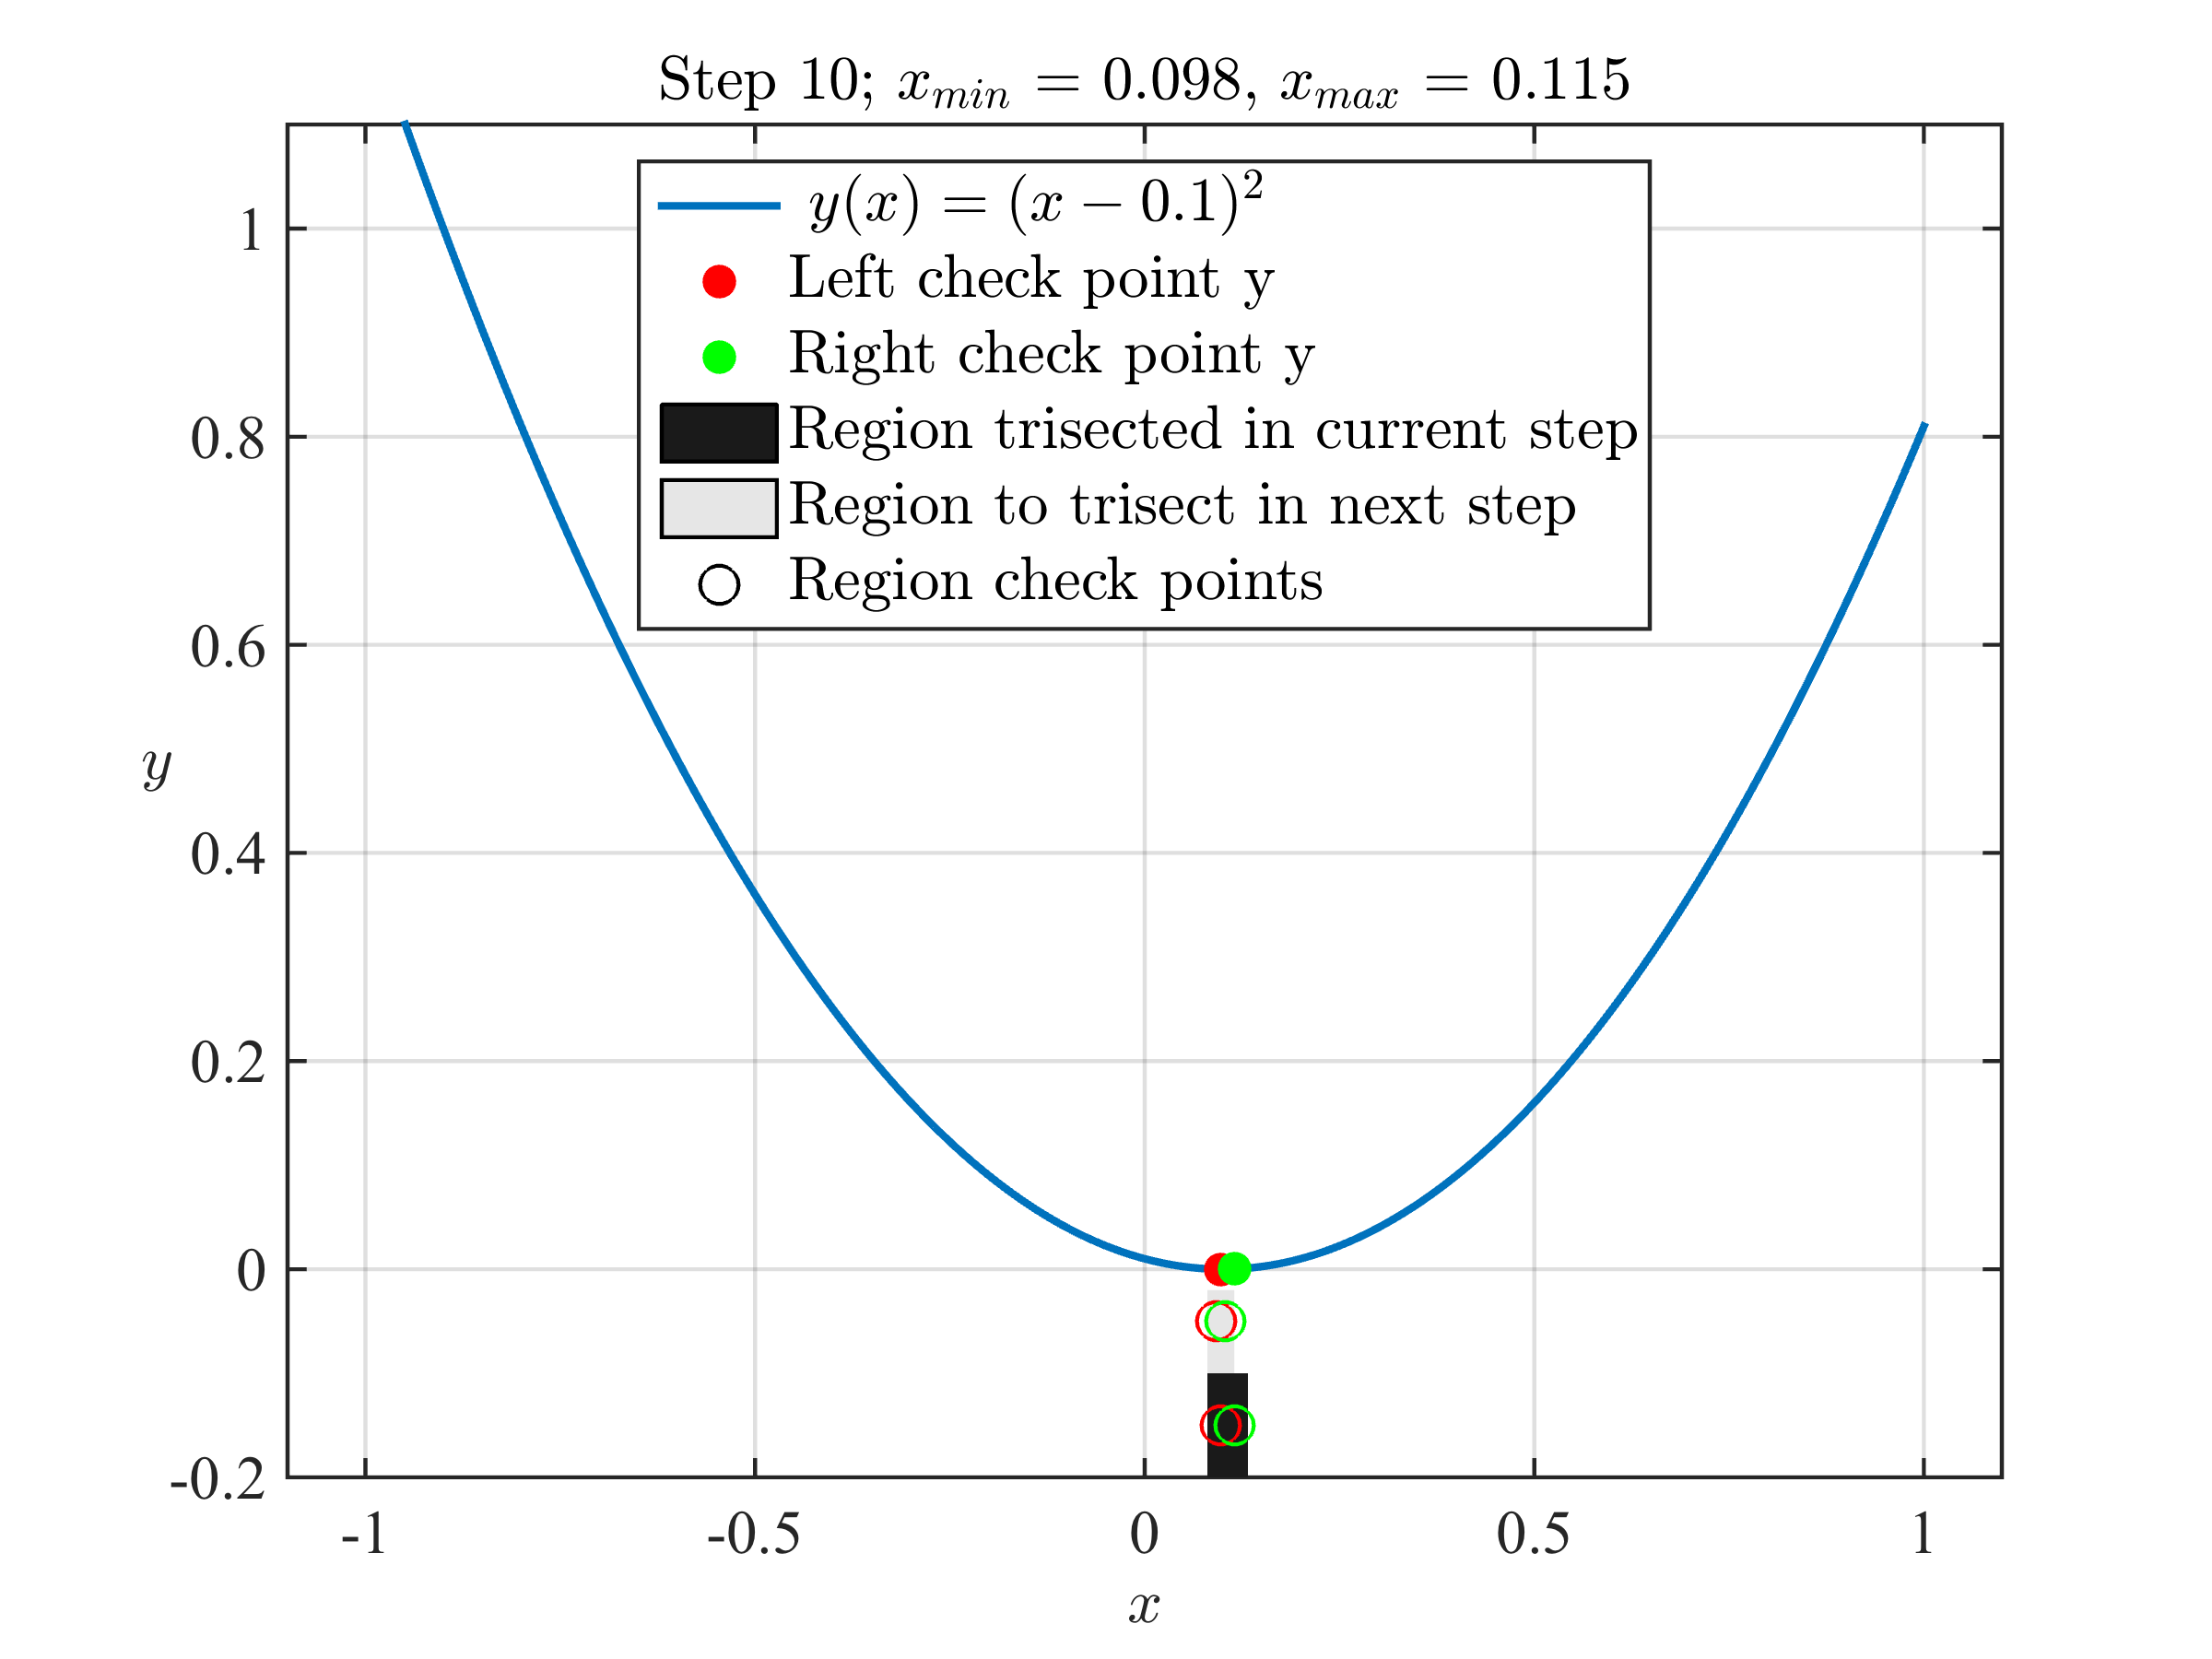 Step 10; x_min = 0.098, x_max = 0.115
y(x) = (x − 0.1)²
Left check point y
Right check point y
Region trisected in current step
Region to trisect in next step
Region check points
1
0.8
0.6
0.4
0.2
0
-0.2
y
-1 -0.5 0 0.5 1
x